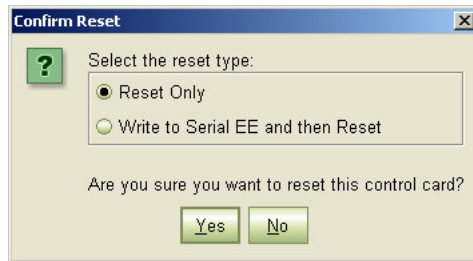 Confirm Reset
Select the reset type:
Reset Only
Write to Serial EE and then Reset
Are you sure you want to reset this control card?
Yes No